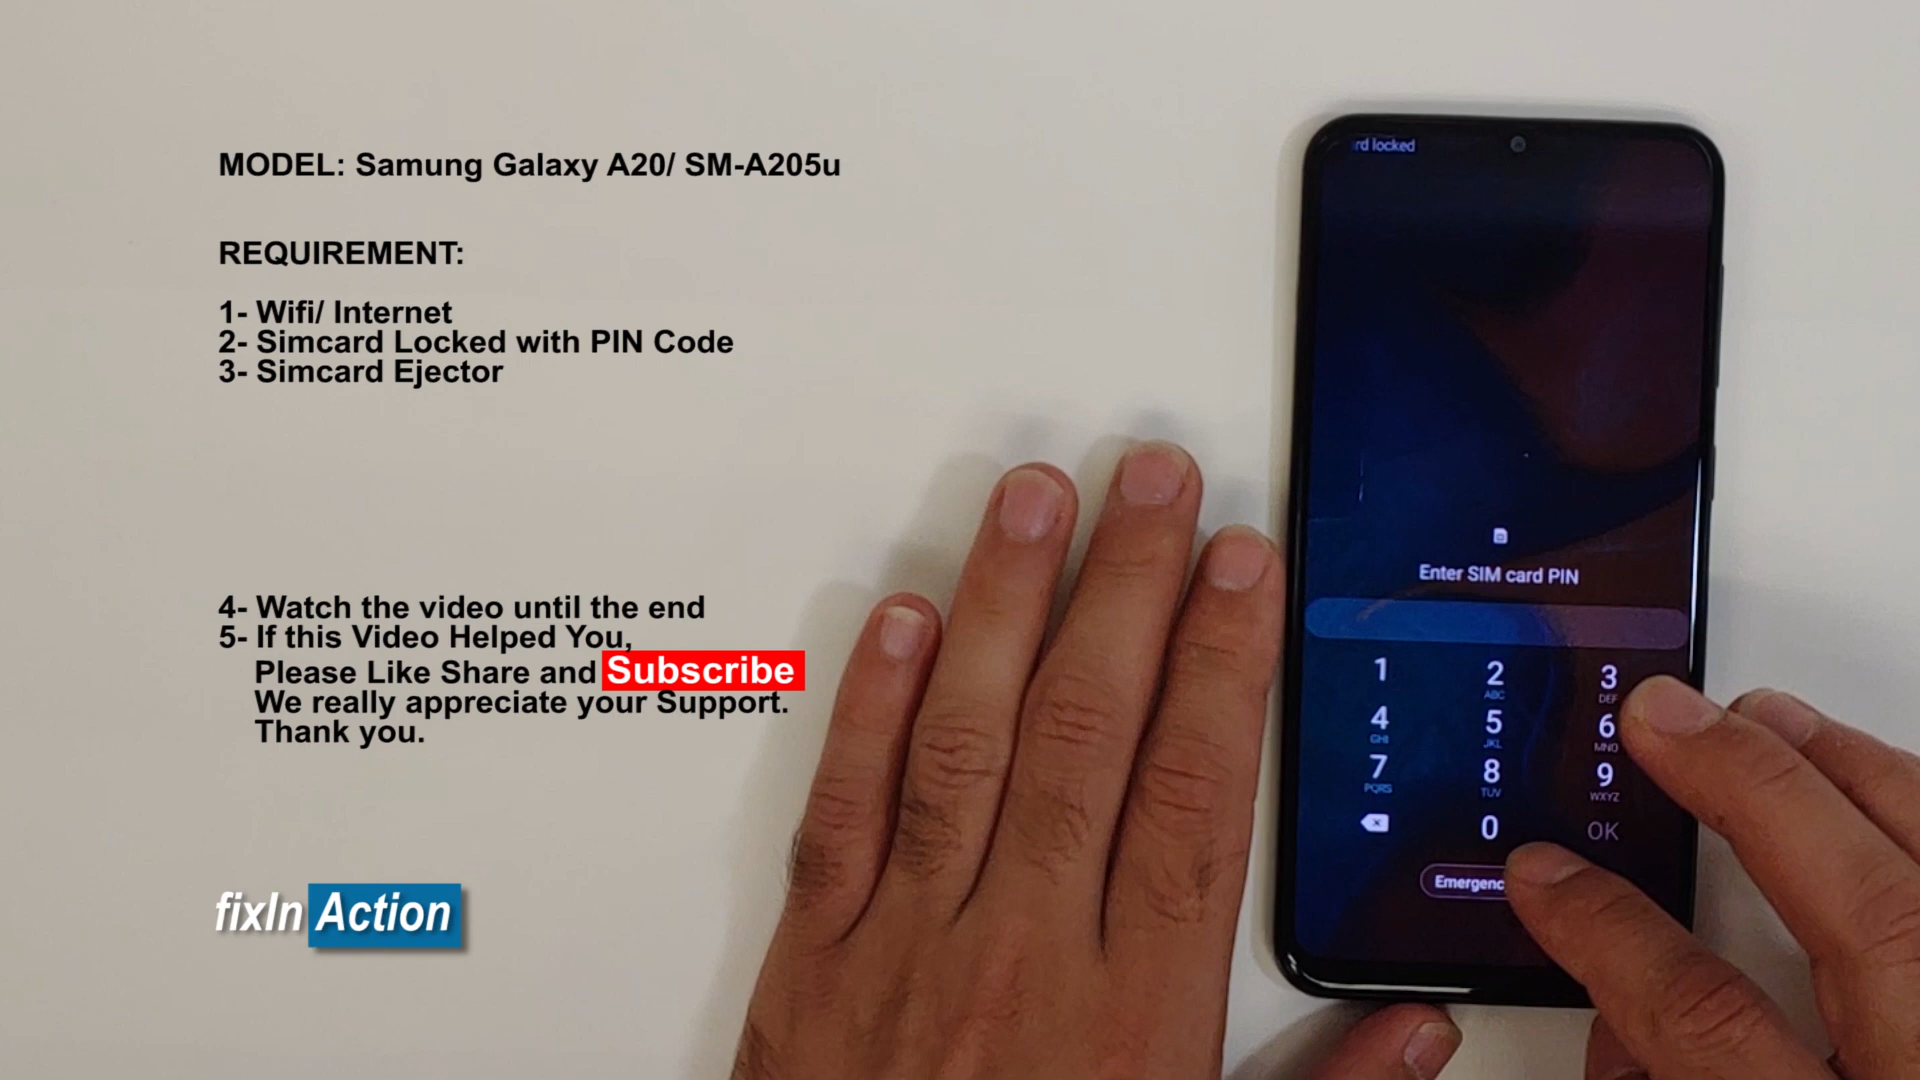 MODEL: Samung Galaxy A20/ SM-A205u
REQUIREMENT:
1- Wifi/ Internet
2- Simcard Locked with PIN Code
3- Simcard Ejector
4- Watch the video until the end
5- If this Video Helped You,
Please Like Share and Subscribe
We really appreciate your Support.
Thank you.
fixIn Action
rd locked
Enter SIM card PIN
1 2 3
ABC DEF
4 5 6
GHI JKL MNO
7 8 9
PQRS TUV WXYZ
0 OK
Emergenc